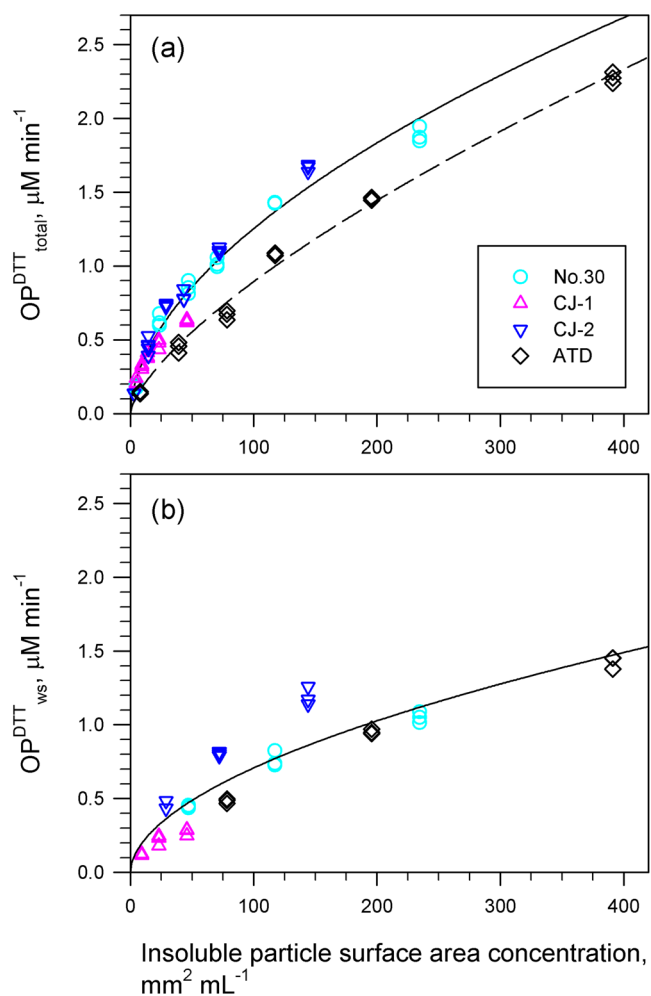 (a)
OP^DTT_total, μM min^-1
2.5
2.0
1.5
1.0
0.5
0.0
0 100 200 300 400
No.30
CJ-1
CJ-2
ATD
(b)
OP^DTT_ws, μM min^-1
2.5
2.0
1.5
1.0
0.5
0.0
0 100 200 300 400
Insoluble particle surface area concentration,
mm² mL^-1